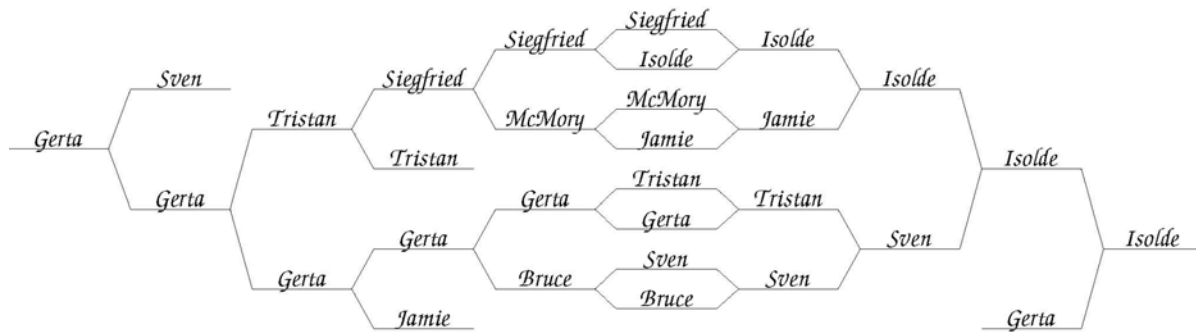 Siegfried
Siegfried Isolde
Sven Siegfried Isolde Isolde
McMory
Tristan McMory Jamie
Gerta Jamie
Tristan Isolde
Tristan
Gerta Gerta Gerta Tristan
Gerta Sven Isolde
Sven
Gerta Bruce Sven
Bruce
Jamie Gerta